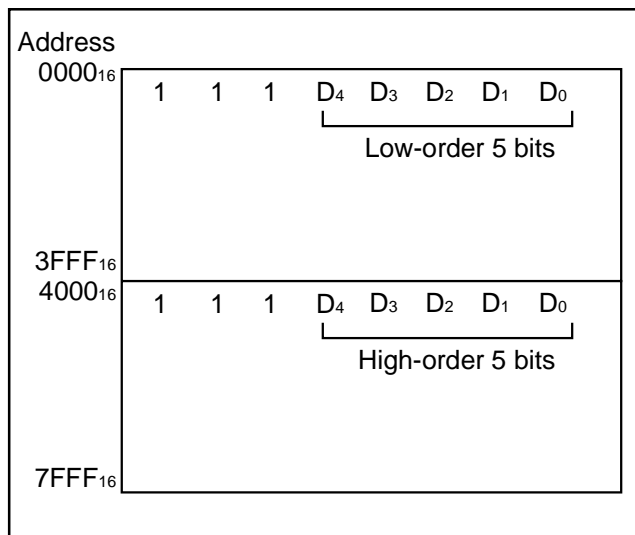 Address
0000₁₆
1 1 1 D₄ D₃ D₂ D₁ D₀
Low-order 5 bits
3FFF₁₆
4000₁₆
1 1 1 D₄ D₃ D₂ D₁ D₀
High-order 5 bits
7FFF₁₆